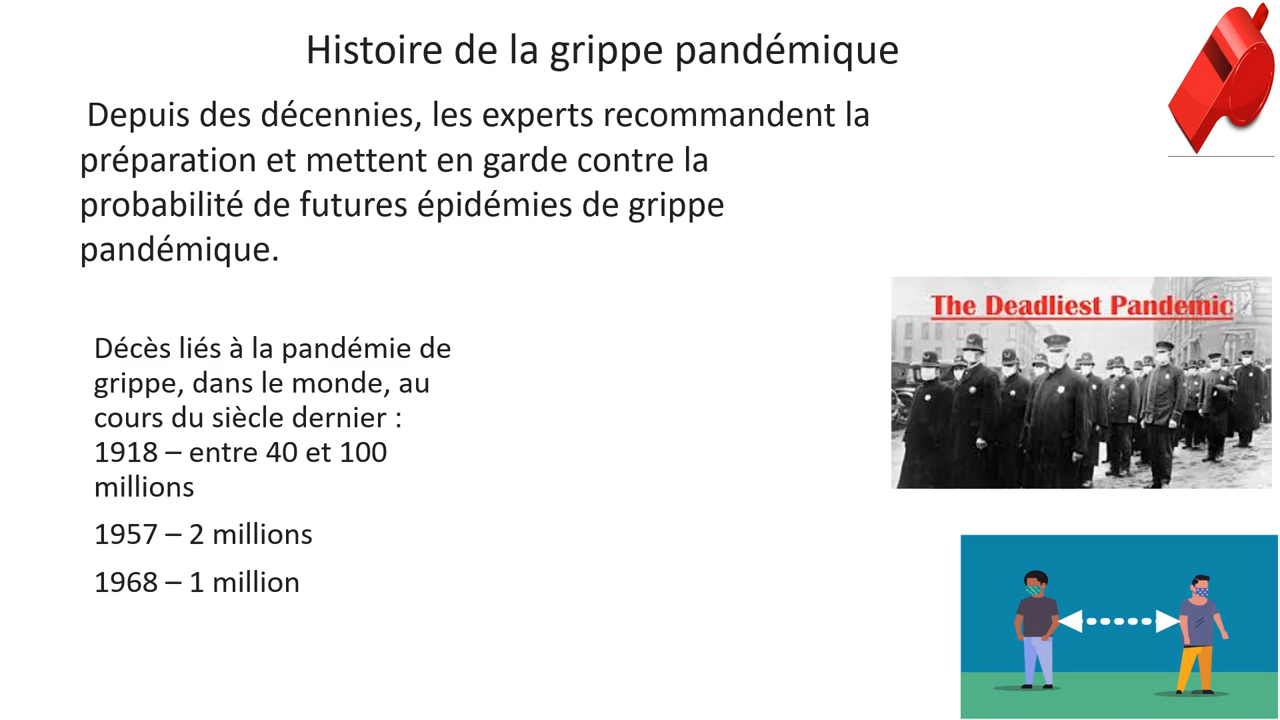 Histoire de la grippe pandémique
Depuis des décennies, les experts recommandent la
préparation et mettent en garde contre la
probabilité de futures épidémies de grippe
pandémique.
The Deadliest Pandemic
Décès liés à la pandémie de
grippe, dans le monde, au
cours du siècle dernier :
1918 – entre 40 et 100
millions
1957 – 2 millions
1968 – 1 million